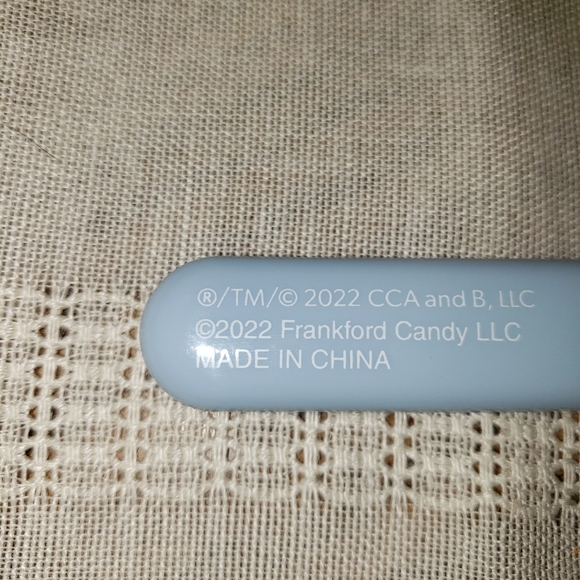 ®/TM/© 2022 CCA and B, LLC
©2022 Frankford Candy LLC
MADE IN CHINA